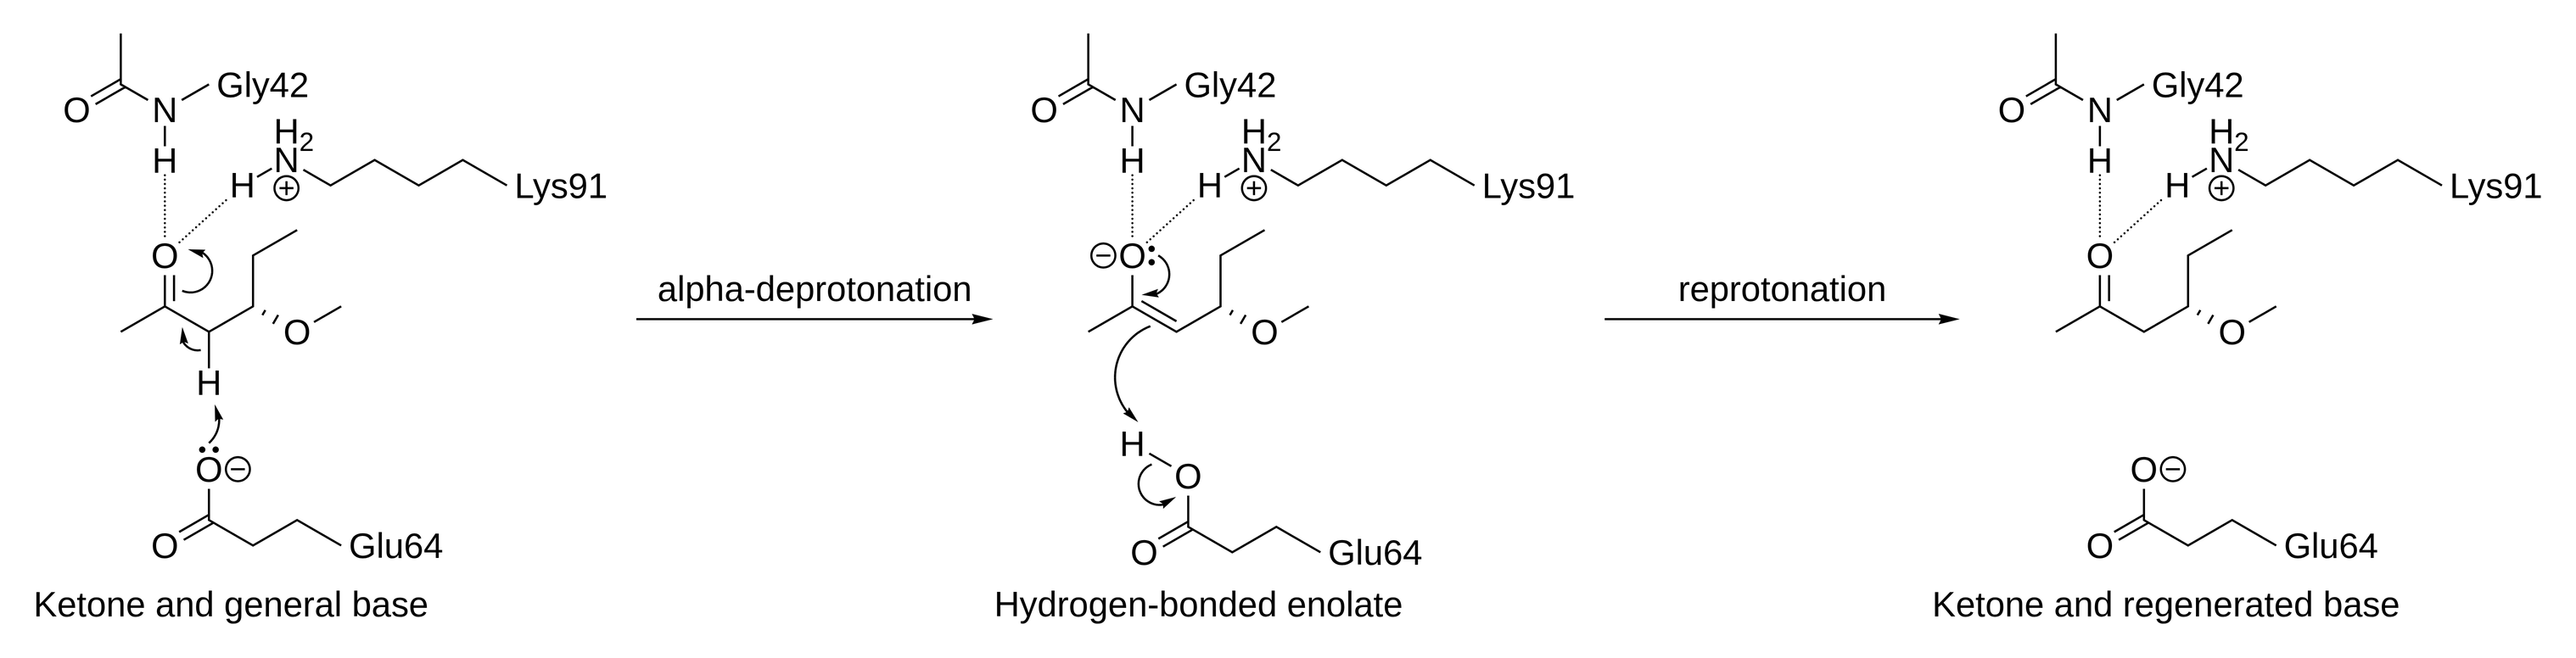 Gly42
O
N
H
H2
N
H
⊕
Lys91
O
O
H
O⊖
O
Glu64
Ketone and general base
alpha-deprotonation
Gly42
O
N
H
H2
N
H
⊕
Lys91
⊖O:
O
H
O
O
Glu64
Hydrogen-bonded enolate
reprotonation
Gly42
O
N
H
H2
N
H
⊕
Lys91
O
O
O⊖
O
Glu64
Ketone and regenerated base